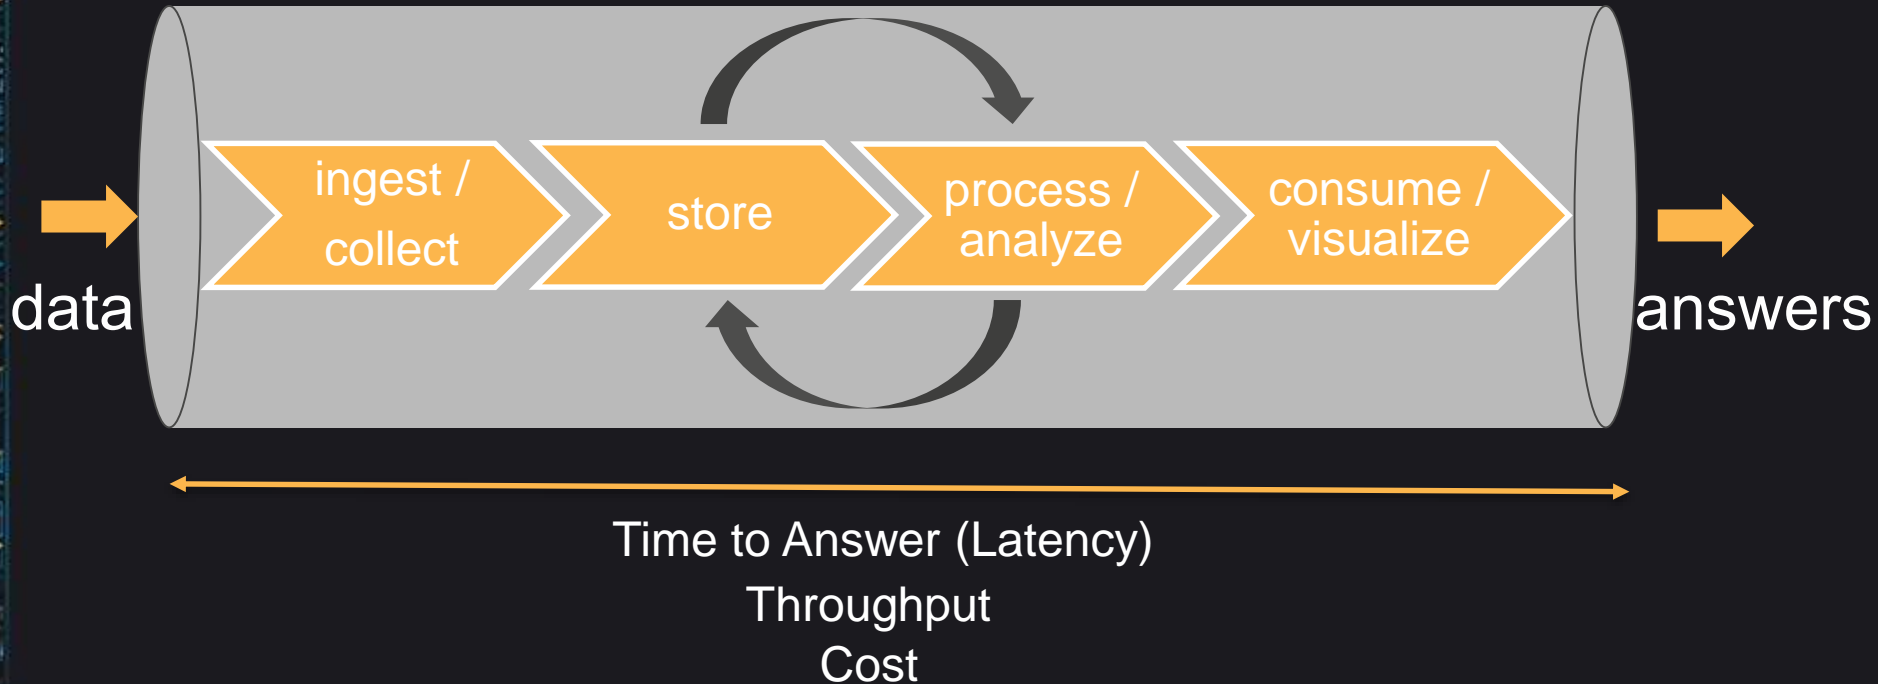 data
ingest /
collect
store
process /
analyze
consume /
visualize
answers
Time to Answer (Latency)
Throughput
Cost